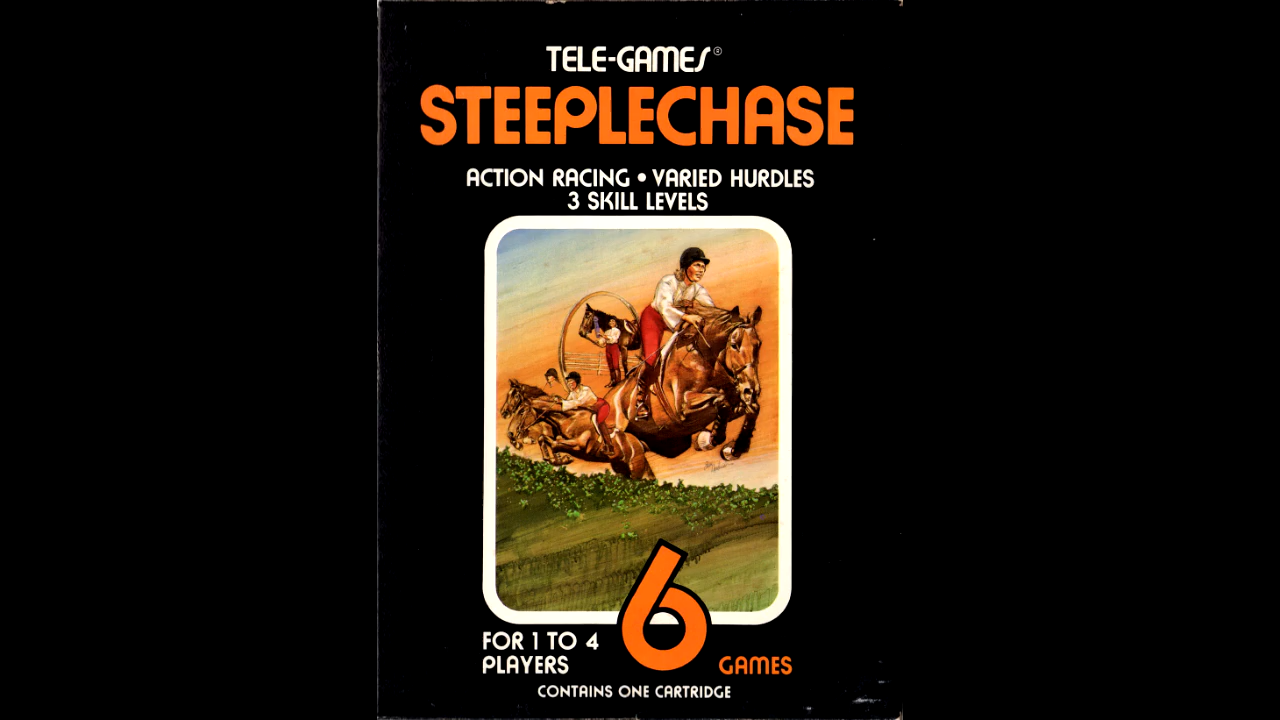 TELE-GAMES®
STEEPLECHASE
ACTION RACING • VARIED HURDLES
3 SKILL LEVELS
6
FOR 1 TO 4
PLAYERS
GAMES
CONTAINS ONE CARTRIDGE